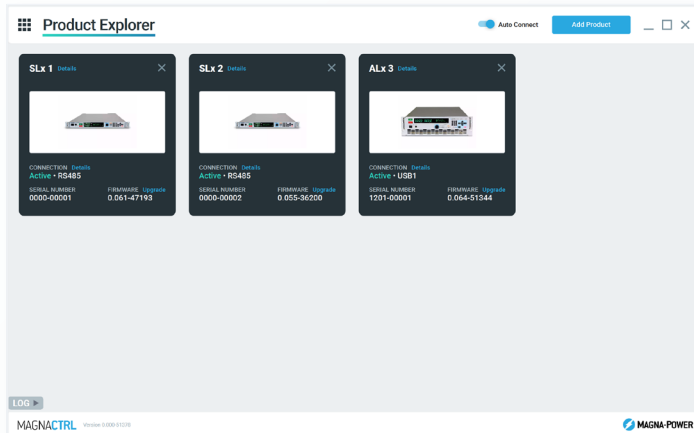 Product Explorer
Auto Connect
Add Product
SLx 1 Details
SLx 2 Details
ALx 3 Details
CONNECTION Details
Active • RS485
SERIAL NUMBER FIRMWARE Upgrade
0000-00001 0.061-47193
CONNECTION Details
Active • RS485
SERIAL NUMBER FIRMWARE Upgrade
0000-00002 0.055-36200
CONNECTION Details
Active • USB1
SERIAL NUMBER FIRMWARE Upgrade
1201-00001 0.064-51344
LOG
MAGNACTRL Version
MAGNA-POWER